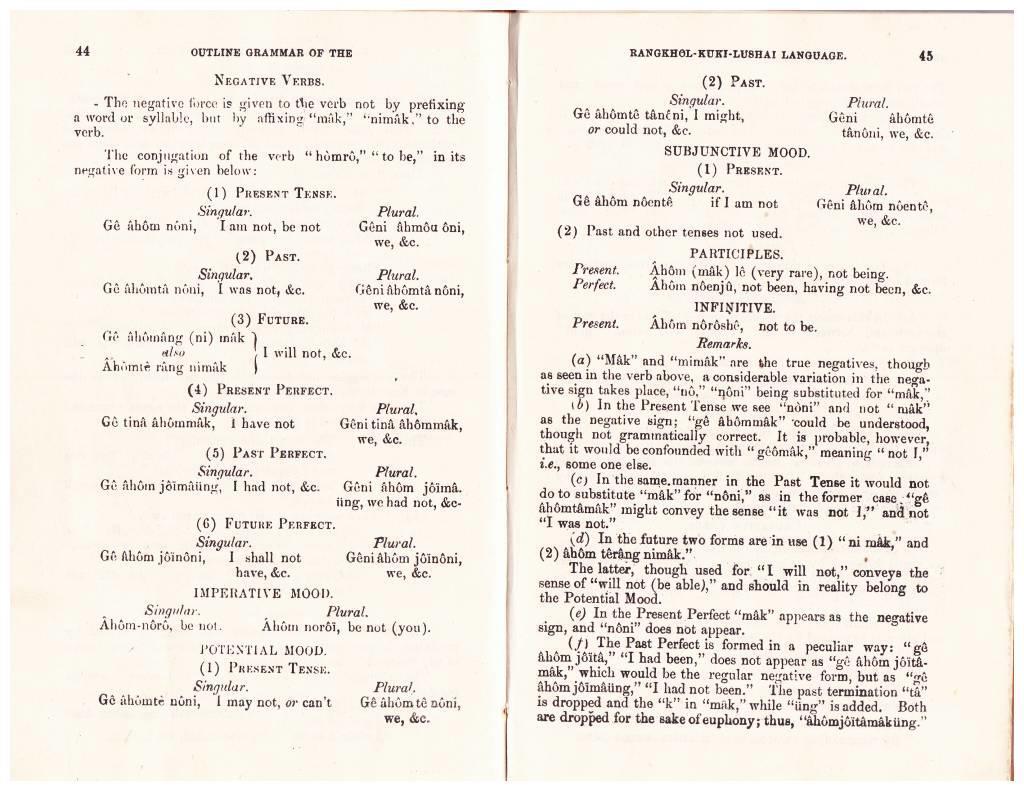 44 OUTLINE GRAMMAR OF THE
NEGATIVE VERBS.
- The negative force is given to the verb not by prefixing
a word or syllable, but by affixing "mâk," "nimâk," to the
verb.
The conjugation of the verb "hômrô," "to be," in its
negative form is given below:
(1) PRESENT TENSE.
Singular. Plural.
Gê âhôm nôni, I am not, be not Gêni âhmôu ôni,
we, &c.
(2) PAST.
Singular. Plural.
Gê âhômtâ nôni, I was not, &c. Gêni âhômtâ nôni,
we, &c.
(3) FUTURE.
Gê âhômâng (ni) mâk
also
Âhômtê râng nimâk
} I will not, &c.
(4) PRESENT PERFECT.
Singular. Plural.
Gê tinâ âhômmâk, I have not Gêni tinâ âhômmâk,
we, &c.
(5) PAST PERFECT.
Singular. Plural.
Gê âhôm jôîmâüng, I had not, &c. Gêni âhôm jôîmâ.
üng, we had not, &c-
(6) FUTURE PERFECT.
Singular. Plural.
Gê âhôm jôïnôni, I shall not Gêni âhôm jôïnôni,
have, &c. we, &c.
IMPERATIVE MOOD.
Singular. Plural.
Âhôm-nôrô, be not. Âhôm norôï, be not (you).
POTENTIAL MOOD.
(1) PRESENT TENSE.
Singular. Plural.
Gê âhômtê nôni, I may not, or can't Gê âhôm tê nôni,
we, &c.
RANGKHÔL-KUKI-LUSHAI LANGUAGE. 45
(2) PAST.
Singular. Plural.
Gê âhômtê tânêni, I might, Gêni âhômtê
or could not, &c. tânôni, we, &c.
SUBJUNCTIVE MOOD.
(1) PRESENT.
Singular. Plural.
Gê âhôm nôentê if I am not Gêni âhôm nôentê,
we, &c.
(2) Past and other tenses not used.
PARTICIPLES.
Present. Âhôm (mâk) lê (very rare), not being.
Perfect. Âhôm nôenjû, not been, having not been, &c.
INFINITIVE.
Present. Âhôm nôrôshê, not to be.
Remarks.
(a) "Mâk" and "mimâk" are the true negatives, though
as seen in the verb above, a considerable variation in the nega-
tive sign takes place, "nô," "nôni" being substituted for "mâk,"
(b) In the Present Tense we see "nôni" and not "mâk"
as the negative sign; "gê âhômmâk" could be understood,
though not grammatically correct. It is probable, however,
that it would be confounded with "gêômâk," meaning "not I,"
i.e., some one else.
(c) In the same manner in the Past Tense it would not
do to substitute "mâk" for "nôni," as in the former case. "gê
âhômtâmâk" might convey the sense "it was not I," and not
"I was not."
(d) In the future two forms are in use (1) "ni mâk," and
(2) âhôm têrâng nimâk."
The latter, though used for "I will not," conveys the
sense of "will not (be able)," and should in reality belong to
the Potential Mood.
(e) In the Present Perfect "mâk" appears as the negative
sign, and "nôni" does not appear.
(f) The Past Perfect is formed in a peculiar way: "gê
âhôm jôïtâ," "I had been," does not appear as "gê âhôm jôïtâ-
mâk," which would be the regular negative form, but as "gê
âhôm jôïmâüng," "I had not been." The past termination "tâ"
is dropped and the "k" in "mâk," while "üng" is added. Both
are dropped for the sake of euphony; thus, "âhômjôïtâmâküng."